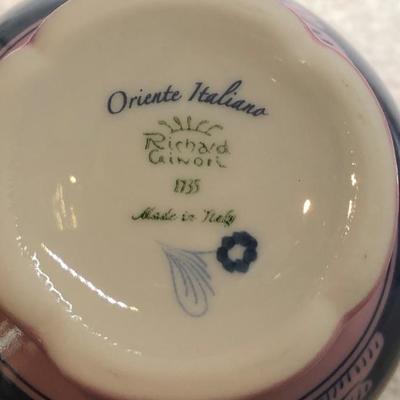 Oriente Italiano
Richard
Ginori
1735
Made in Italy